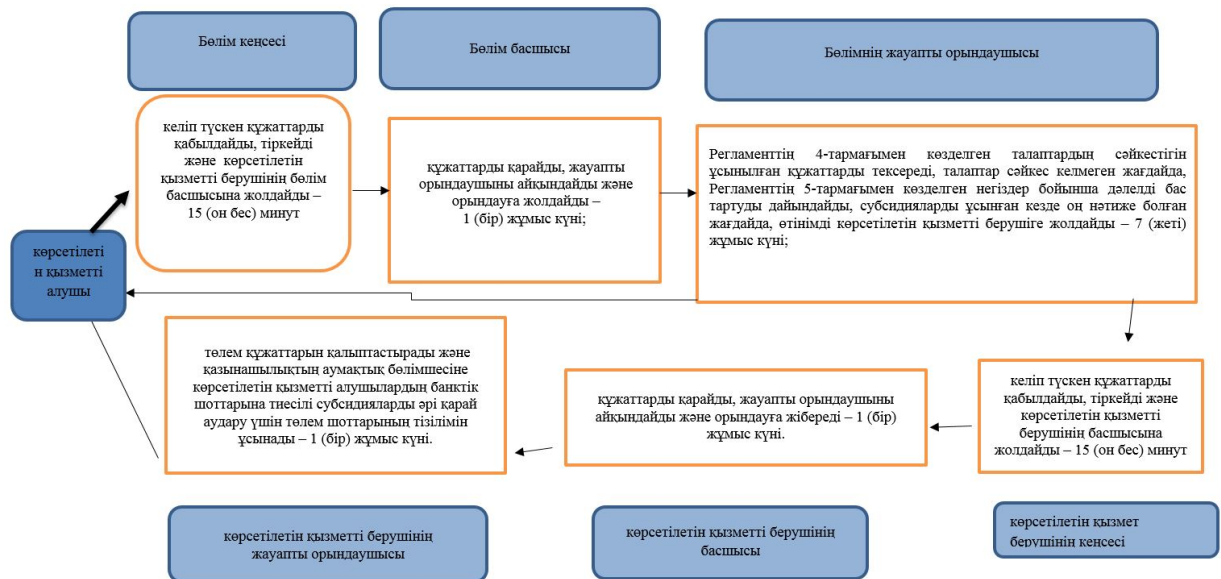 Бөлім кеңсесі
Бөлім басшысы
Бөлімнің жауапты орындаушысы
келіп түскен құжаттарды
қабылдайды, тіркейді
және көрсетілетін
қызметті берушінің бөлім
басшысына жолдайды –
15 (он бес) минут
құжаттарды қарайды, жауапты
орындаушыны айқындайды және
орындауға жолдайды –
1 (бір) жұмыс күні;
Регламенттің 4-тармағымен көзделген талаптардың сәйкестігін
ұсынылған құжаттарды тексереді, талаптар сәйкес келмеген жағдайда,
Регламенттің 5-тармағымен көзделген негіздер бойынша дәлелді бас
тартуды дайындайды, субсидияларды ұсынған кезде оң нәтиже болған
жағдайда, өтінімді көрсетілетін қызметті берушіге жолдайды – 7 (жеті)
жұмыс күні;
көрсетілеті
н қызметті
алушы
төлем құжаттарын қалыптастырады және
қазынашылықтың аумақтық бөлімшесіне
көрсетілетін қызметті алушылардың банктік
шоттарына тиесілі субсидияларды әрі қарай
аудару үшін төлем шоттарының тізілімін
ұсынады – 1 (бір) жұмыс күні.
құжаттарды қарайды, жауапты орындаушыны
айқындайды және орындауға жібереді – 1 (бір)
жұмыс күні.
келіп түскен құжаттарды
қабылдайды, тіркейді және
көрсетілетін қызметті
берушінің басшысына
жолдайды – 15 (он бес) минут
көрсетілетін қызметті берушінің
жауапты орындаушысы
көрсетілетін қызметті берушінің
басшысы
көрсетілетін қызмет
берушінің кеңсесі